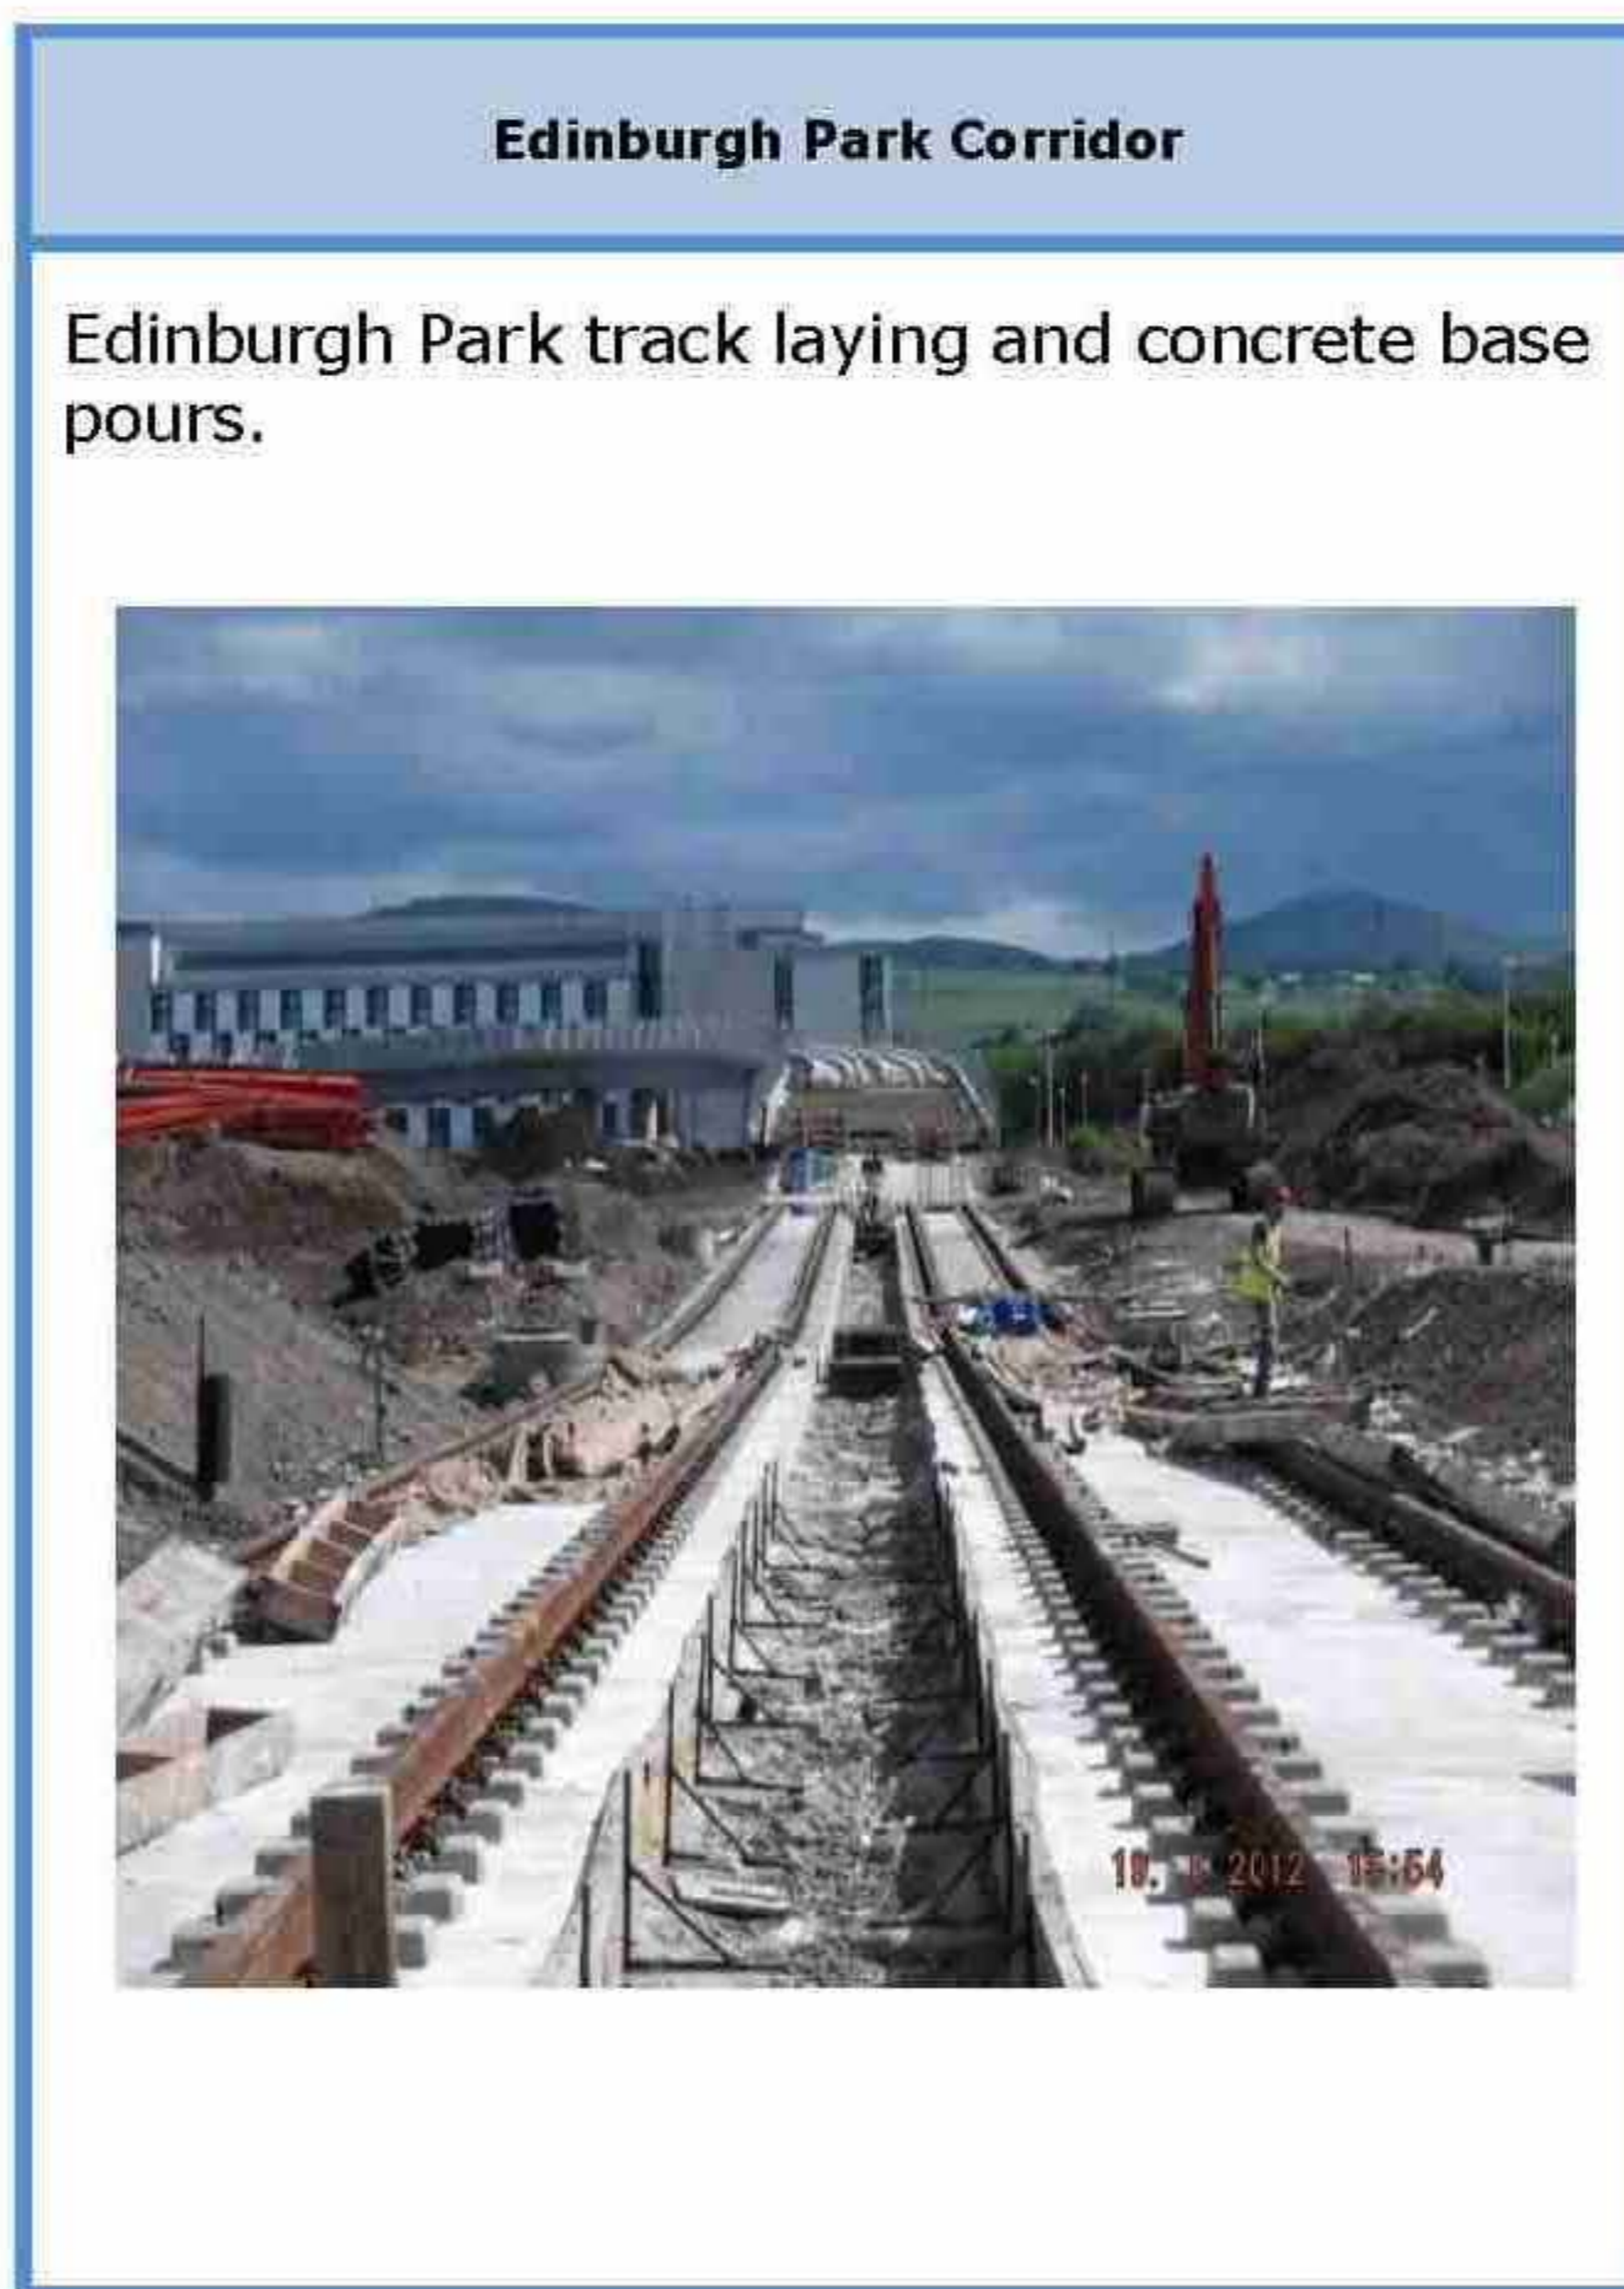 Edinburgh Park Corridor
Edinburgh Park track laying and concrete base
pours.
2012